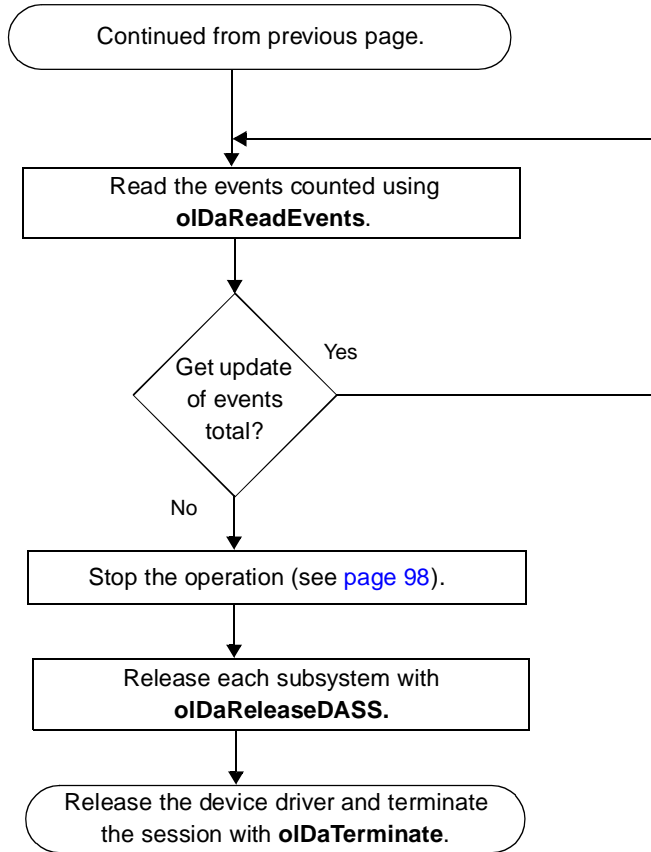 Continued from previous page.
Read the events counted using
olDaReadEvents.
Get update
of events
total?
Yes
No
Stop the operation (see page 98).
Release each subsystem with
olDaReleaseDASS.
Release the device driver and terminate
the session with olDaTerminate.